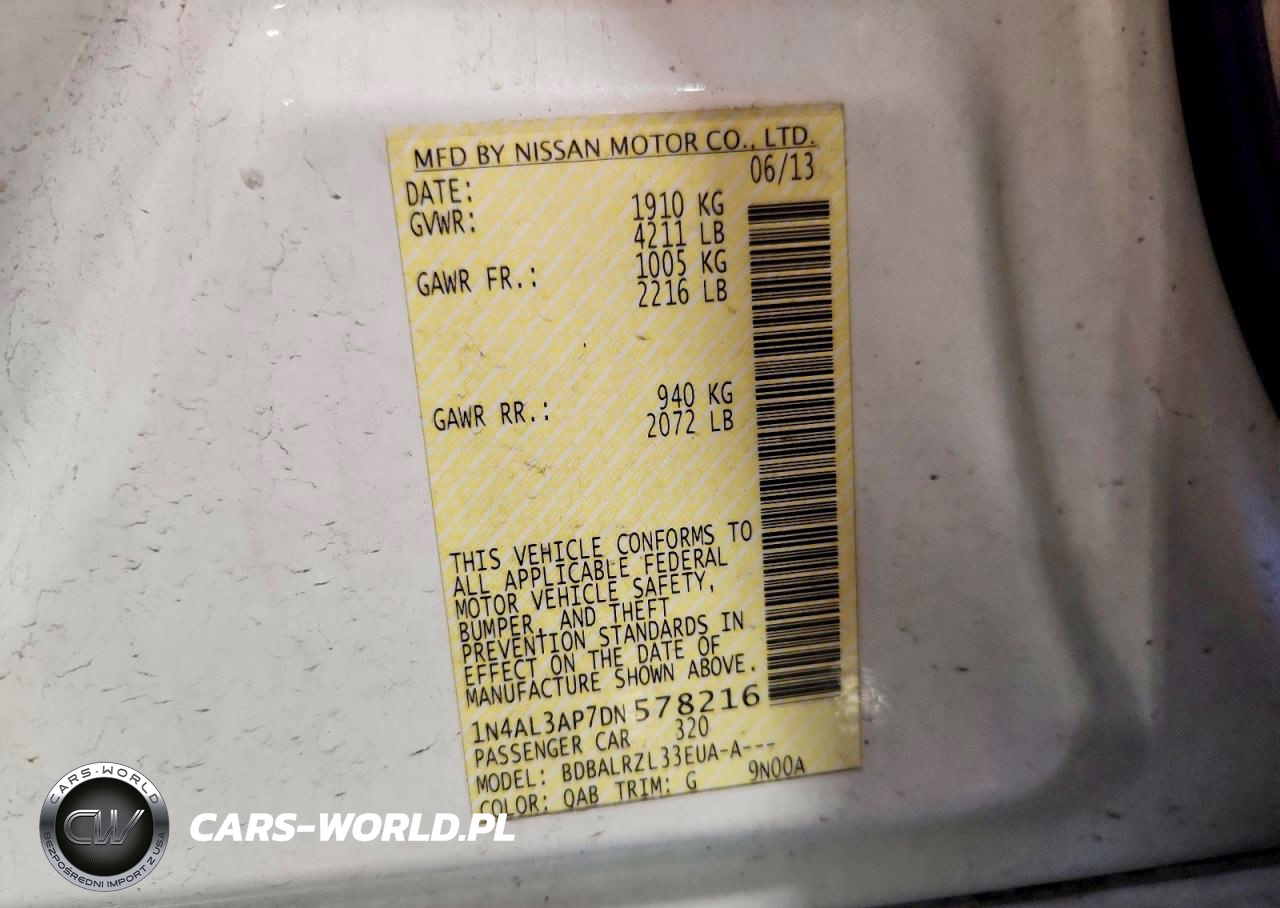 MFD BY NISSAN MOTOR CO., LTD.
DATE: 06/13
GVWR: 1910 KG
4211 LB
GAWR FR.: 1005 KG
2216 LB
GAWR RR.: 940 KG
2072 LB
THIS VEHICLE CONFORMS TO
ALL APPLICABLE FEDERAL
MOTOR VEHICLE SAFETY,
BUMPER, AND THEFT
PREVENTION STANDARDS IN
EFFECT ON THE DATE OF
MANUFACTURE SHOWN ABOVE.
1N4AL3AP7DN578216
PASSENGER CAR 320
MODEL: BDBALRZL33EUA-A---
COLOR: QAB TRIM: G 9N00A
CARS-WORLD
CW
BEZPOŚREDNI IMPORT Z USA
CARS-WORLD.PL